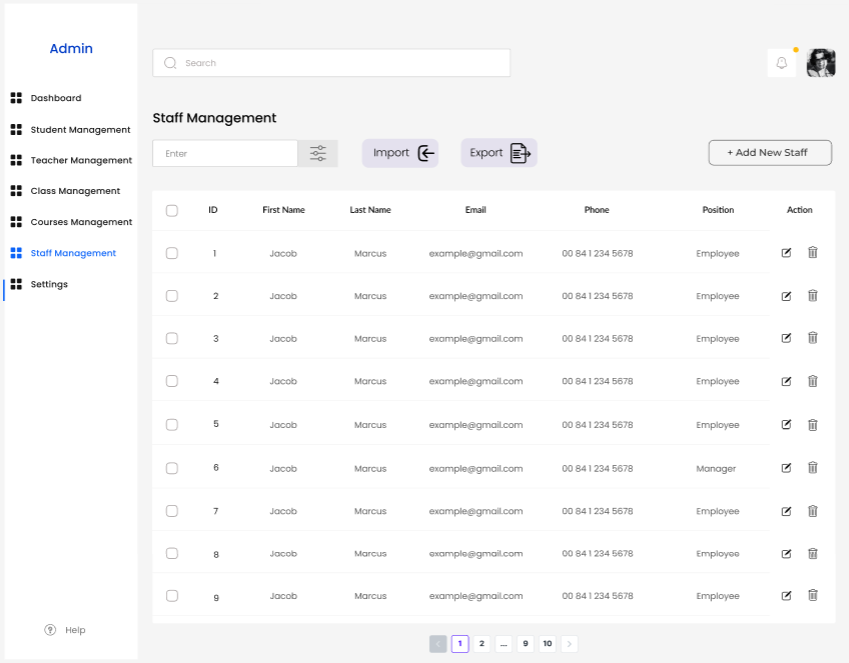 Admin
Search
Dashboard
Student Management
Teacher Management
Class Management
Courses Management
Staff Management
Settings
Help
Staff Management
Enter
Import
Export
+ Add New Staff
ID First Name Last Name Email Phone Position Action
1 Jacob Marcus example@gmail.com 00 84 1 234 5678 Employee
2 Jacob Marcus example@gmail.com 00 84 1 234 5678 Employee
3 Jacob Marcus example@gmail.com 00 84 1 234 5678 Employee
4 Jacob Marcus example@gmail.com 00 84 1 234 5678 Employee
5 Jacob Marcus example@gmail.com 00 84 1 234 5678 Employee
6 Jacob Marcus example@gmail.com 00 84 1 234 5678 Manager
7 Jacob Marcus example@gmail.com 00 84 1 234 5678 Employee
8 Jacob Marcus example@gmail.com 00 84 1 234 5678 Employee
9 Jacob Marcus example@gmail.com 00 84 1 234 5678 Employee
< 1 2 ... 9 10 >